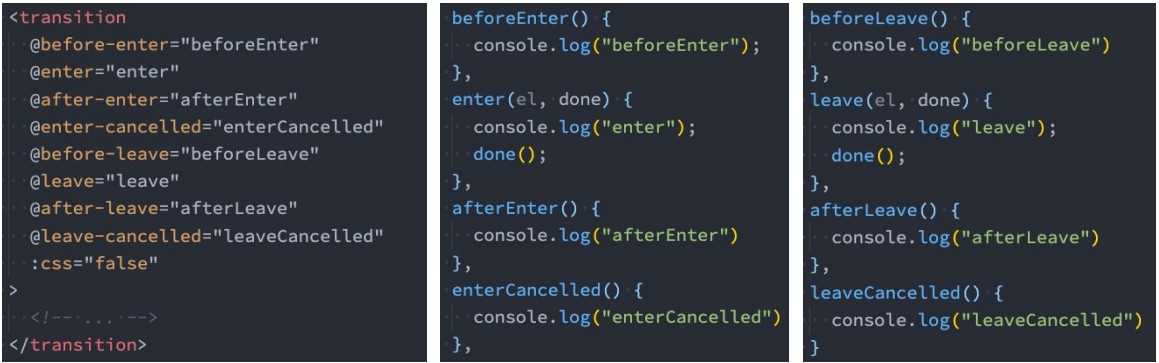 <transition
@before-enter="beforeEnter"
@enter="enter"
@after-enter="afterEnter"
@enter-cancelled="enterCancelled"
@before-leave="beforeLeave"
@leave="leave"
@after-leave="afterLeave"
@leave-cancelled="leaveCancelled"
:css="false"
>
<!-- ... -->
</transition>
beforeEnter() {
console.log("beforeEnter");
},
enter(el, done) {
console.log("enter");
done();
},
afterEnter() {
console.log("afterEnter")
},
enterCancelled() {
console.log("enterCancelled")
},
beforeLeave() {
console.log("beforeLeave")
},
leave(el, done) {
console.log("leave");
done();
},
afterLeave() {
console.log("afterLeave")
},
leaveCancelled() {
console.log("leaveCancelled")
}